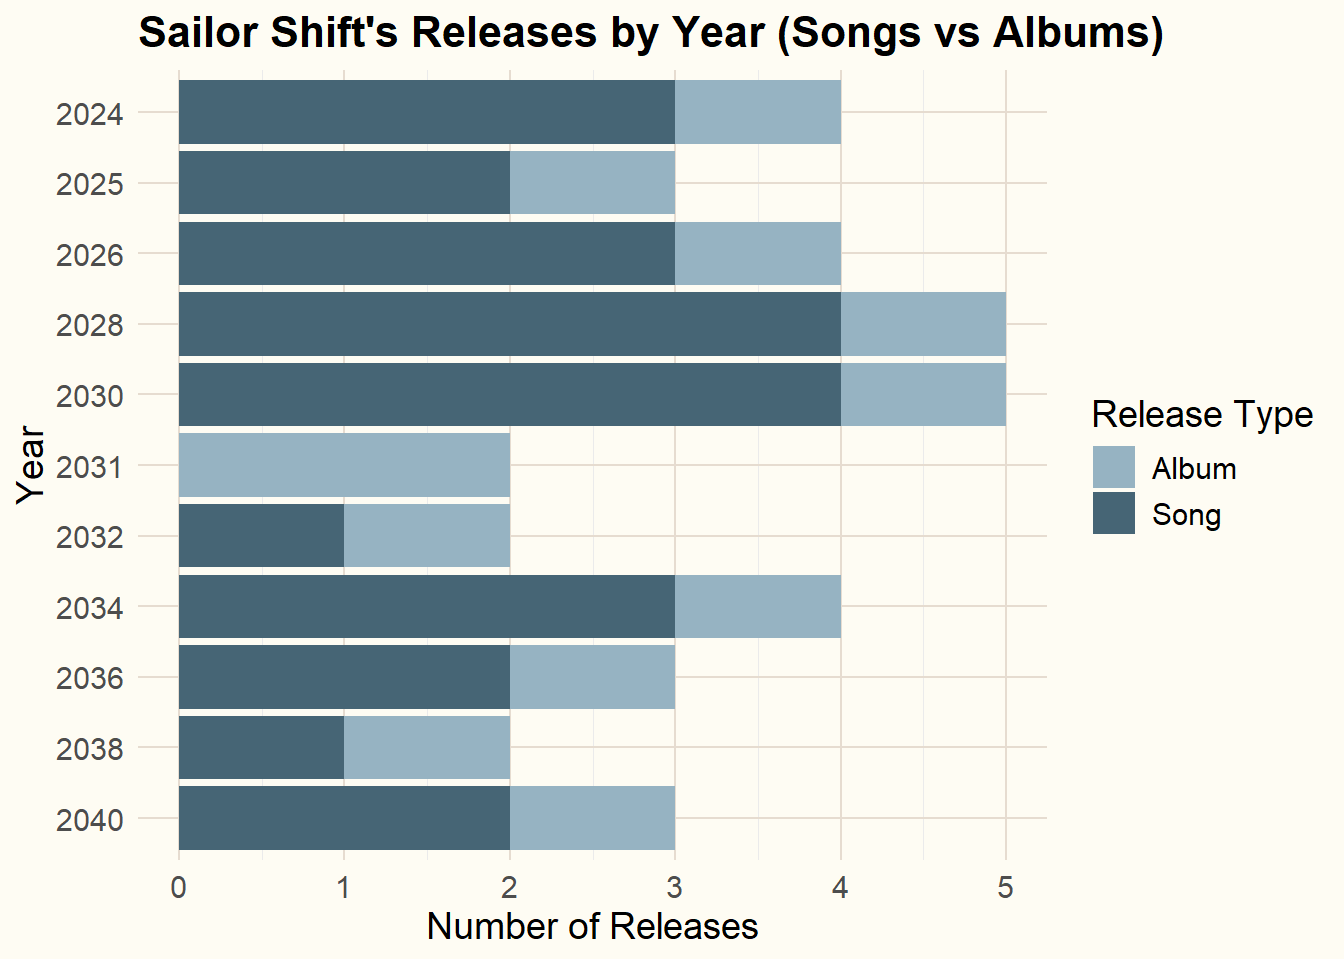 Sailor Shift's Releases by Year (Songs vs Albums)
2024
2025
2026
2028
2030
2031
2032
2034
2036
2038
2040
Year
0 1 2 3 4 5
Number of Releases
Release Type
Album
Song